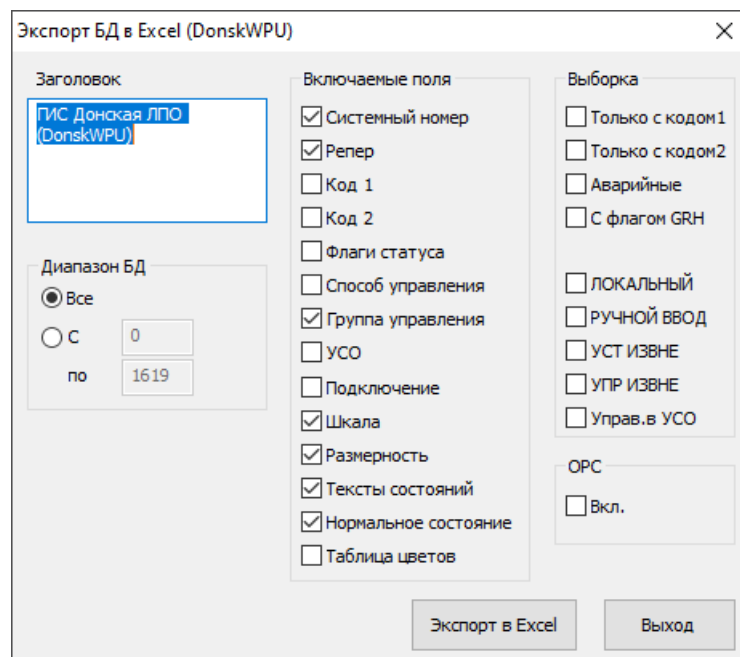 Экспорт БД в Excel (DonskWPU)
Заголовок
ГИС Донская ЛПО
(DonskWPU)
Диапазон БД
Все
С
0
по
1619
Включаемые поля
Системный номер
Репер
Код 1
Код 2
Флаги статуса
Способ управления
Группа управления
УСО
Подключение
Шкала
Размерность
Тексты состояний
Нормальное состояние
Таблица цветов
Выборка
Только с кодом1
Только с кодом2
Аварийные
С флагом GRH
ЛОКАЛЬНЫЙ
РУЧНОЙ ВВОД
УСТ ИЗВНЕ
УПР ИЗВНЕ
Управ.в УСО
OPC
Вкл.
Экспорт в Excel
Выход